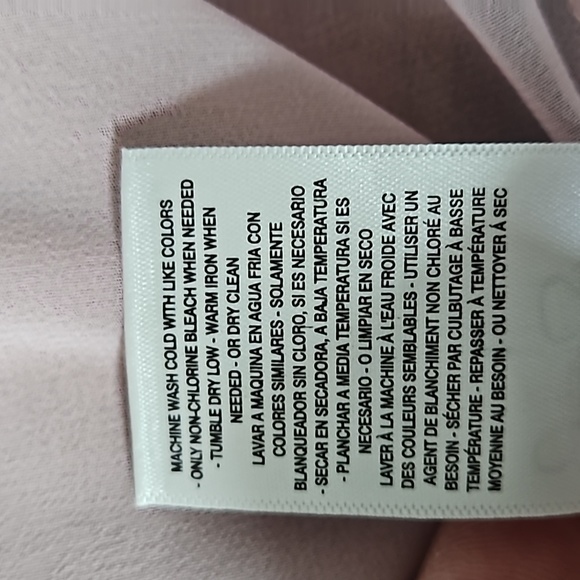 MACHINE WASH COLD WITH LIKE COLORS
- ONLY NON-CHLORINE BLEACH WHEN NEEDED
- TUMBLE DRY LOW - WARM IRON WHEN
NEEDED - OR DRY CLEAN
LAVAR A MAQUINA EN AGUA FRIA CON
COLORES SIMILARES - SOLAMENTE
BLANQUEADOR SIN CLORO, SI ES NECESARIO
- SECAR EN SECADORA, À BAJA TEMPERATURA
- PLANCHAR A MEDIA TEMPERATURA SI ES
NECESARIO - O LIMPIAR EN SECO
LAVER À LA MACHINE À L'EAU FROIDE AVEC
DES COULEURS SEMBLABLES - UTILISER UN
AGENT DE BLANCHIMENT NON CHLORÉ AU
BESOIN - SÉCHER PAR CULBUTAGE À BASSE
TEMPÉRATURE - REPASSER À TEMPÉRATURE
MOYENNE AU BESOIN - OU NETTOYER Á SEC